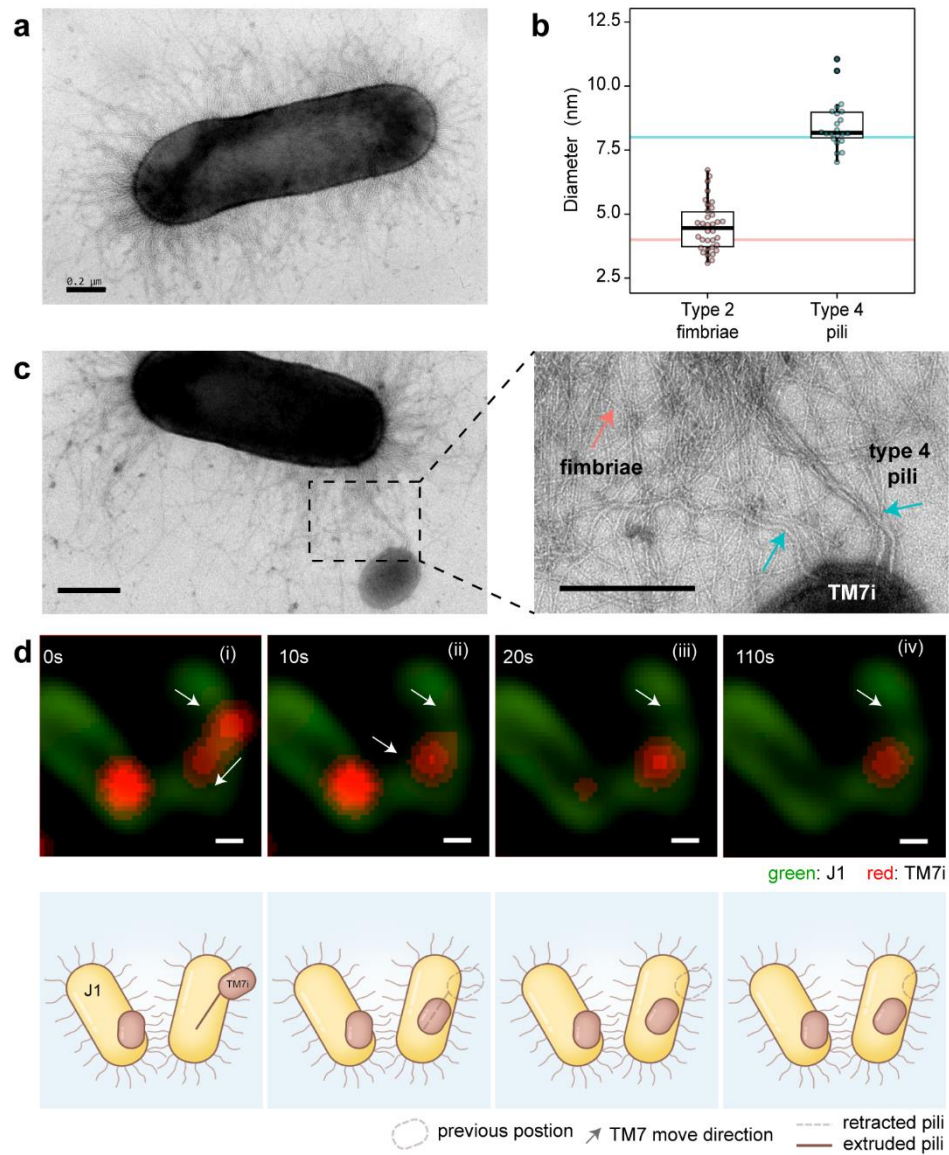 a
0.2 µm
b
Diameter (nm)
12.5
10.0
7.5
5.0
2.5
Type 2
fimbriae
Type 4
pili
c
fimbriae
type 4
pili
TM7i
d
0s
(i)
10s
(ii)
20s
(iii)
110s
(iv)
green: J1 red: TM7i
J1
TM7i
previous postion
TM7 move direction
retracted pili
extruded pili